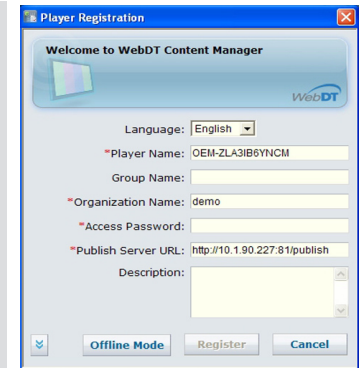 Player Registration
Welcome to WebDT Content Manager
WebDT
Language: English
*Player Name: OEM-ZLA3IB6YNCM
Group Name:
*Organization Name: demo
*Access Password:
*Publish Server URL: http://10.1.90.227:81/publish
Description:
Offline Mode Register Cancel